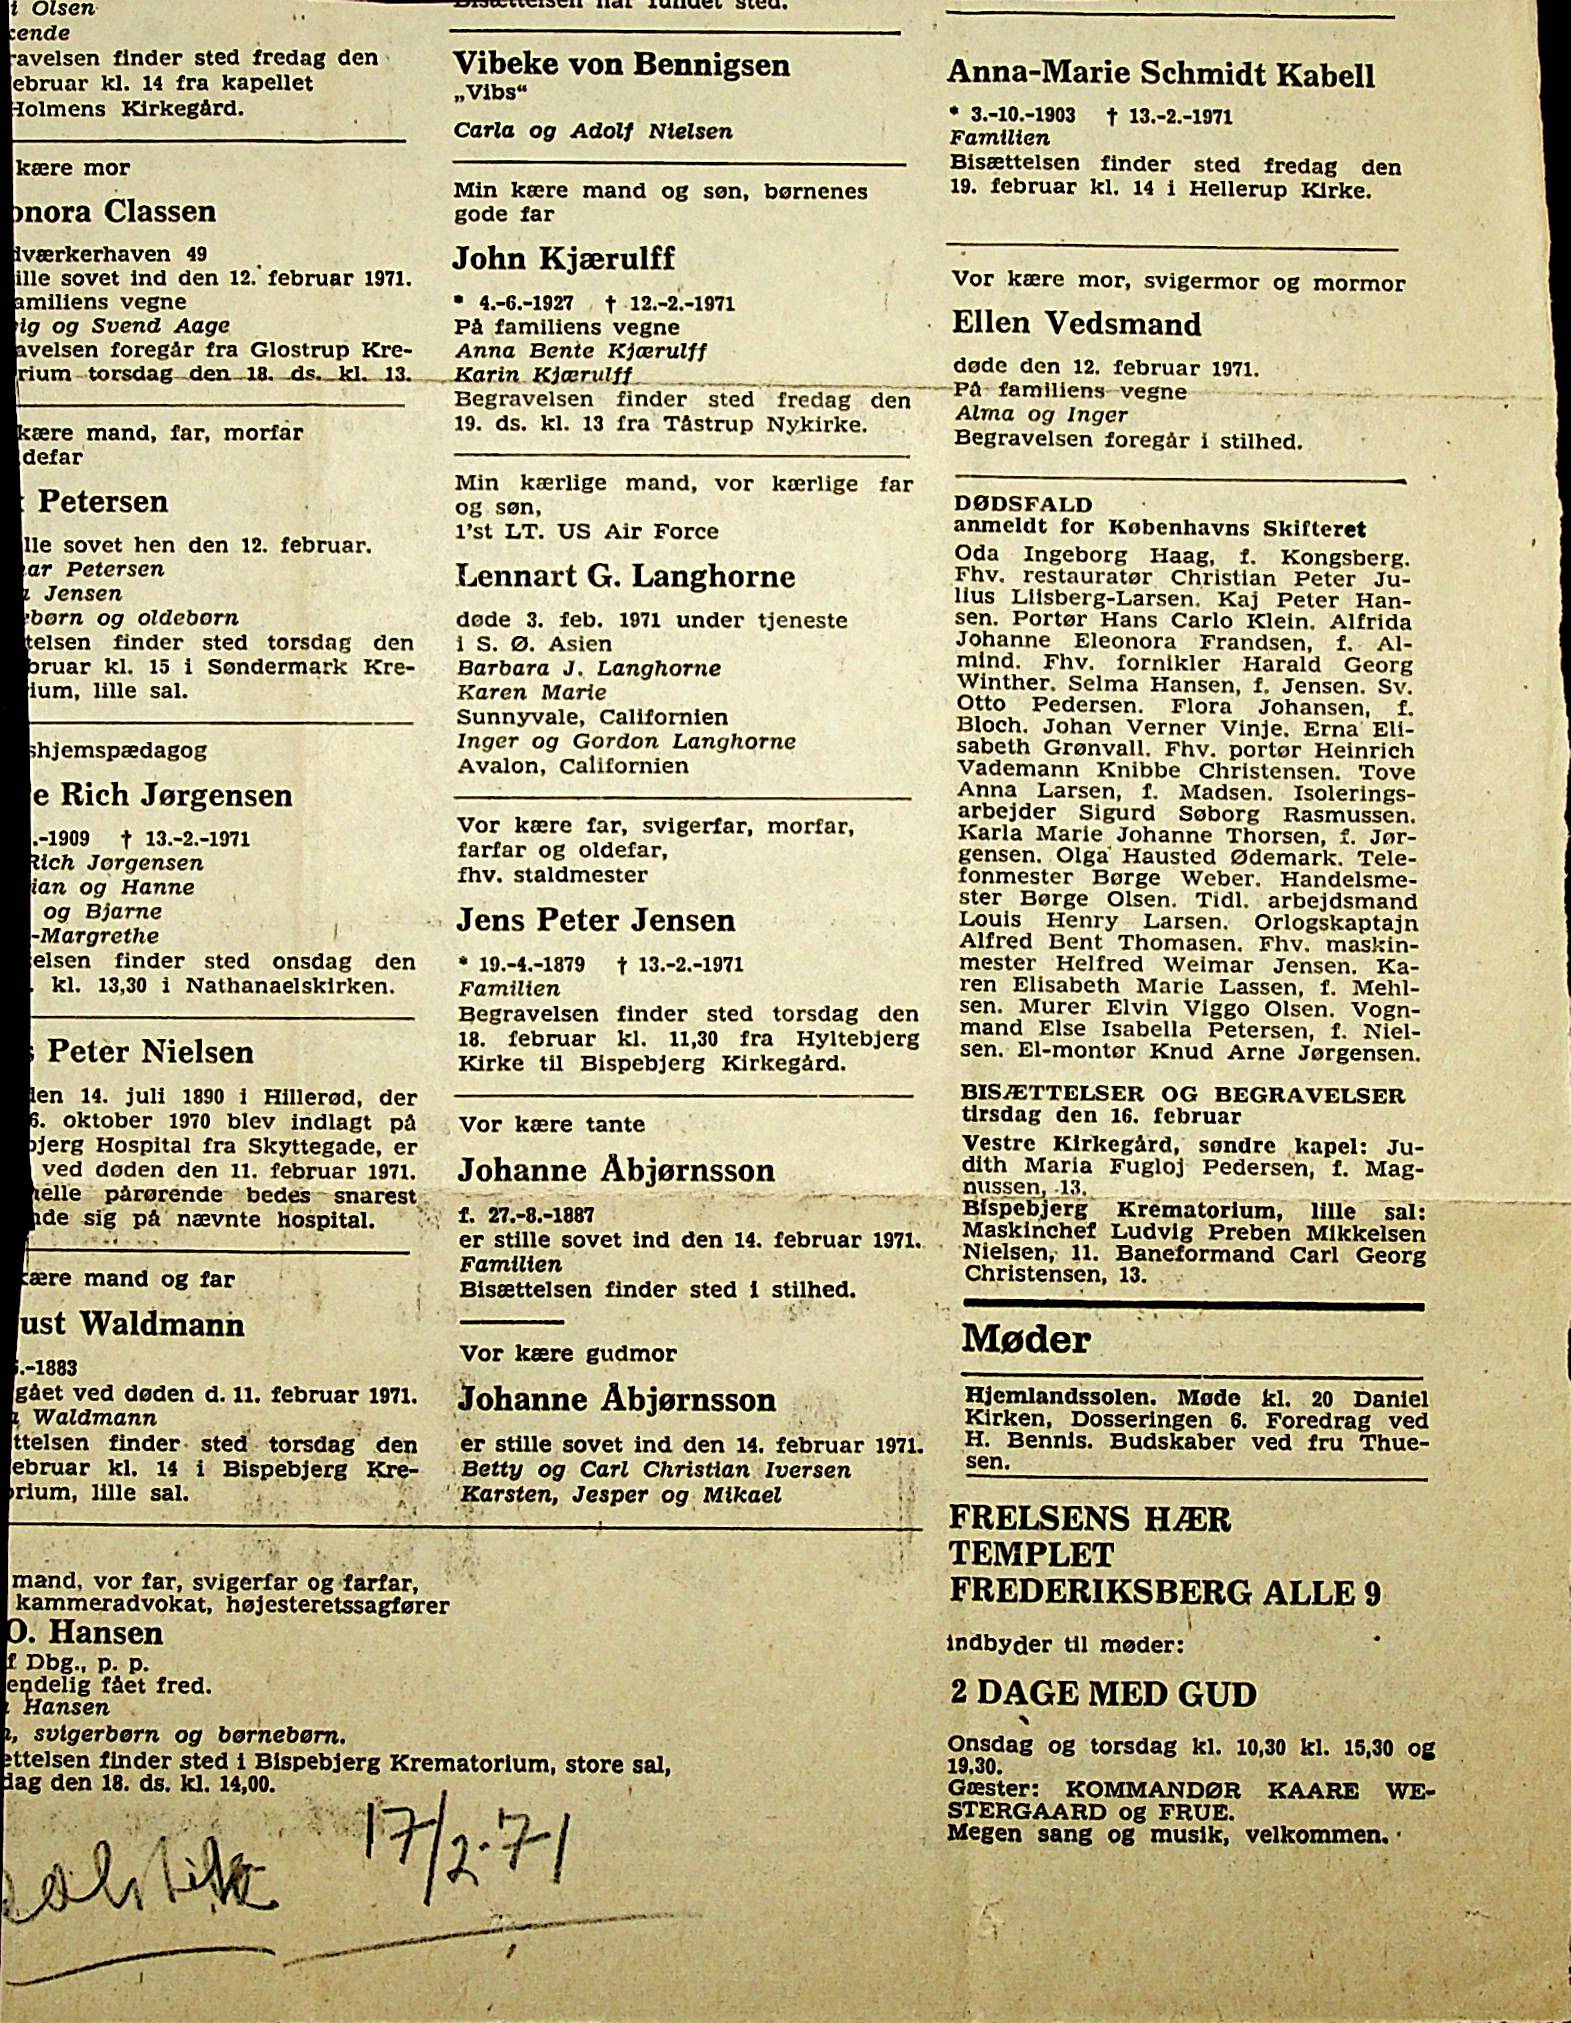 i Olsen
ende
avelsen finder sted fredag den
ebruar kl. 14 fra kapellet
Holmens Kirkegård.
kære mor
onora Classen
dværkerhaven 49
ille sovet ind den 12. februar 1971.
amiliens vegne
ig og Svend Aage
avelsen foregår fra Glostrup Kre-
rium torsdag den 18. ds. kl. 13.
kære mand, far, morfar
defar
Petersen
lle sovet hen den 12. februar.
ar Petersen
Jensen
børn og oldebørn
telsen finder sted torsdag den
bruar kl. 15 i Søndermark Kre-
ium, lille sal.
shjemspædagog
e Rich Jørgensen
.-1909 † 13.-2.-1971
Rich Jørgensen
ian og Hanne
og Bjarne
-Margrethe
elsen finder sted onsdag den
. kl. 13,30 i Nathanaelskirken.
s Peter Nielsen
den 14. juli 1890 i Hillerød, der
6. oktober 1970 blev indlagt på
bjerg Hospital fra Skyttegade, er
ved døden den 11. februar 1971.
uelle pårørende bedes snarest
nde sig på nævnte hospital.
kære mand og far
ust Waldmann
.-1883
gået ved døden d. 11. februar 1971.
a Waldmann
ttelsen finder sted torsdag den
ebruar kl. 14 i Bispebjerg Kre-
orium, lille sal.
mand, vor far, svigerfar og farfar,
kammeradvokat, højesteretssagfører
O. Hansen
f Dbg., p. p.
endelig fået fred.
Hansen
, svigerbørn og børnebørn.
ettelsen finder sted i Bispebjerg Krematorium, store sal,
dag den 18. ds. kl. 14,00.
17/2-71
Bisættelsen har fundet sted.
Vibeke von Bennigsen
„Vibs“
Carla og Adolf Nielsen
Min kære mand og søn, børnenes
gode far
John Kjærulff
* 4.-6.-1927 † 12.-2.-1971
På familiens vegne
Anna Bente Kjærulff
Karin Kjærulff
Begravelsen finder sted fredag den
19. ds. kl. 13 fra Tåstrup Nykirke.
Min kærlige mand, vor kærlige far
og søn,
1'st LT. US Air Force
Lennart G. Langhorne
døde 3. feb. 1971 under tjeneste
i S. Ø. Asien
Barbara J. Langhorne
Karen Marie
Sunnyvale, Californien
Inger og Gordon Langhorne
Avalon, Californien
Vor kære far, svigerfar, morfar,
farfar og oldefar,
fhv. staldmester
Jens Peter Jensen
* 19.-4.-1879 † 13.-2.-1971
Familien
Begravelsen finder sted torsdag den
18. februar kl. 11,30 fra Hyltebjerg
Kirke til Bispebjerg Kirkegård.
Vor kære tante
Johanne Åbjørnsson
f. 27.-8.-1887
er stille sovet ind den 14. februar 1971.
Familien
Bisættelsen finder sted i stilhed.
Vor kære gudmor
Johanne Åbjørnsson
er stille sovet ind den 14. februar 1971.
Betty og Carl Christian Iversen
Karsten, Jesper og Mikael
Anna-Marie Schmidt Kabell
* 3.-10.-1903 † 13.-2.-1971
Familien
Bisættelsen finder sted fredag den
19. februar kl. 14 i Hellerup Kirke.
Vor kære mor, svigermor og mormor
Ellen Vedsmand
døde den 12. februar 1971.
På familiens vegne
Alma og Inger
Begravelsen foregår i stilhed.
DØDSFALD
anmeldt for Københavns Skifteret
Oda Ingeborg Haag, f. Kongsberg.
Fhv. restauratør Christian Peter Ju-
lius Liisberg-Larsen. Kaj Peter Han-
sen. Portør Hans Carlo Klein. Alfrida
Johanne Eleonora Frandsen, f. Al-
mind. Fhv. fornikler Harald Georg
Winther. Selma Hansen, f. Jensen. Sv.
Otto Pedersen. Flora Johansen, f.
Bloch. Johan Verner Vinje. Erna Eli-
sabeth Grønvall. Fhv. portør Heinrich
Vademann Knibbe Christensen. Tove
Anna Larsen, f. Madsen. Isolerings-
arbejder Sigurd Søborg Rasmussen.
Karla Marie Johanne Thorsen, f. Jør-
gensen. Olga Hausted Ødemark. Tele-
fonmester Børge Weber. Handelsme-
ster Børge Olsen. Tidl. arbejdsmand
Louis Henry Larsen. Orlogskaptajn
Alfred Bent Thomasen. Fhv. maskin-
mester Helfred Weimar Jensen. Ka-
ren Elisabeth Marie Lassen, f. Mehl-
sen. Murer Elvin Viggo Olsen. Vogn-
mand Else Isabella Petersen, f. Niel-
sen. El-montør Knud Arne Jørgensen.
BISÆTTELSER OG BEGRAVELSER
tirsdag den 16. februar
Vestre Kirkegård, søndre kapel: Ju-
dith Maria Fugloj Pedersen, f. Mag-
nussen, 13.
Bispebjerg Krematorium, lille sal:
Maskinchef Ludvig Preben Mikkelsen
Nielsen, 11. Baneformand Carl Georg
Christensen, 13.
Møder
Hjemlandssolen. Møde kl. 20 Daniel
Kirken, Dosseringen 6. Foredrag ved
H. Bennis. Budskaber ved fru Thue-
sen.
FRELSENS HÆR
TEMPLET
FREDERIKSBERG ALLE 9
indbyder til møder:
2 DAGE MED GUD
Onsdag og torsdag kl. 10,30 kl. 15,30 og
19,30.
Gæster: KOMMANDØR KAARE WE-
STERGAARD og FRUE.
Megen sang og musik, velkommen.